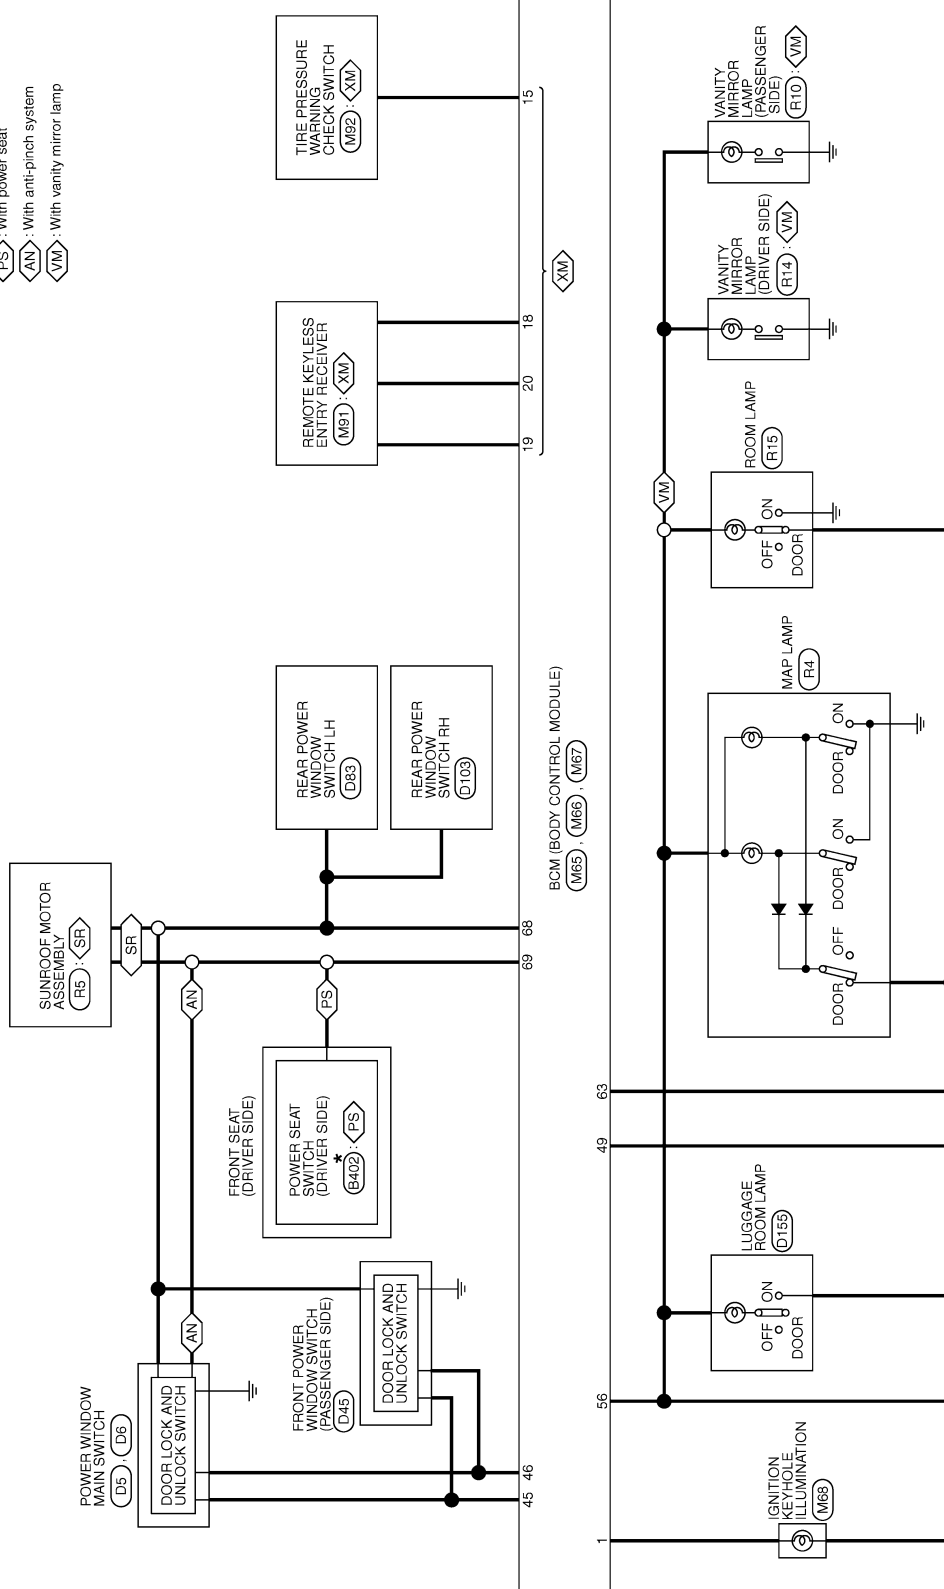 PS : With power seat
AN : With anti-pinch system
VM : With vanity mirror lamp
POWER WINDOW
MAIN SWITCH
D5 , D6
DOOR LOCK AND
UNLOCK SWITCH
AN
SUNROOF MOTOR
ASSEMBLY
R5 : SR
SR
AN
FRONT SEAT
(DRIVER SIDE)
POWER SEAT
SWITCH
(DRIVER SIDE)
*
B402 : PS
PS
FRONT POWER
WINDOW SWITCH
(PASSENGER SIDE)
D45
DOOR LOCK AND
UNLOCK SWITCH
REAR POWER
WINDOW
SWITCH LH
D83
REAR POWER
WINDOW
SWITCH RH
D103
REMOTE KEYLESS
ENTRY RECEIVER
M91 : XM
TIRE PRESSURE
WARNING
CHECK SWITCH
M92 : XM
45 46 69 68 19 20 18 15
XM
BCM (BODY CONTROL MODULE)
M65 , M66 , M67
1 56 49 63
VM
IGNITION
KEYHOLE
ILLUMINATION
M68
LUGGAGE
ROOM LAMP
D155
OFF ON
DOOR
MAP LAMP
R4
DOOR OFF
DOOR ON
DOOR ON
ROOM LAMP
R15
OFF ON
DOOR
VANITY
MIRROR
LAMP
(DRIVER SIDE)
R14 : VM
VANITY
MIRROR
LAMP
(PASSENGER
SIDE)
R10 : VM